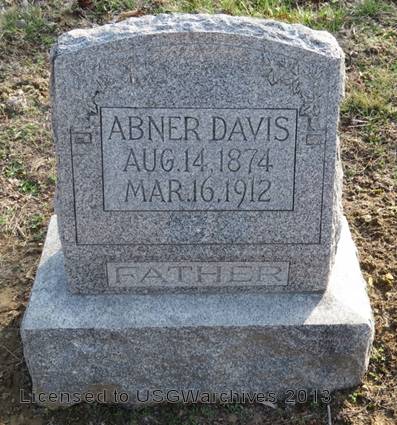 ABNER DAVIS
AUG. 14, 1874
MAR. 16, 1912
FATHER
Licensed to USGWarchives 2013